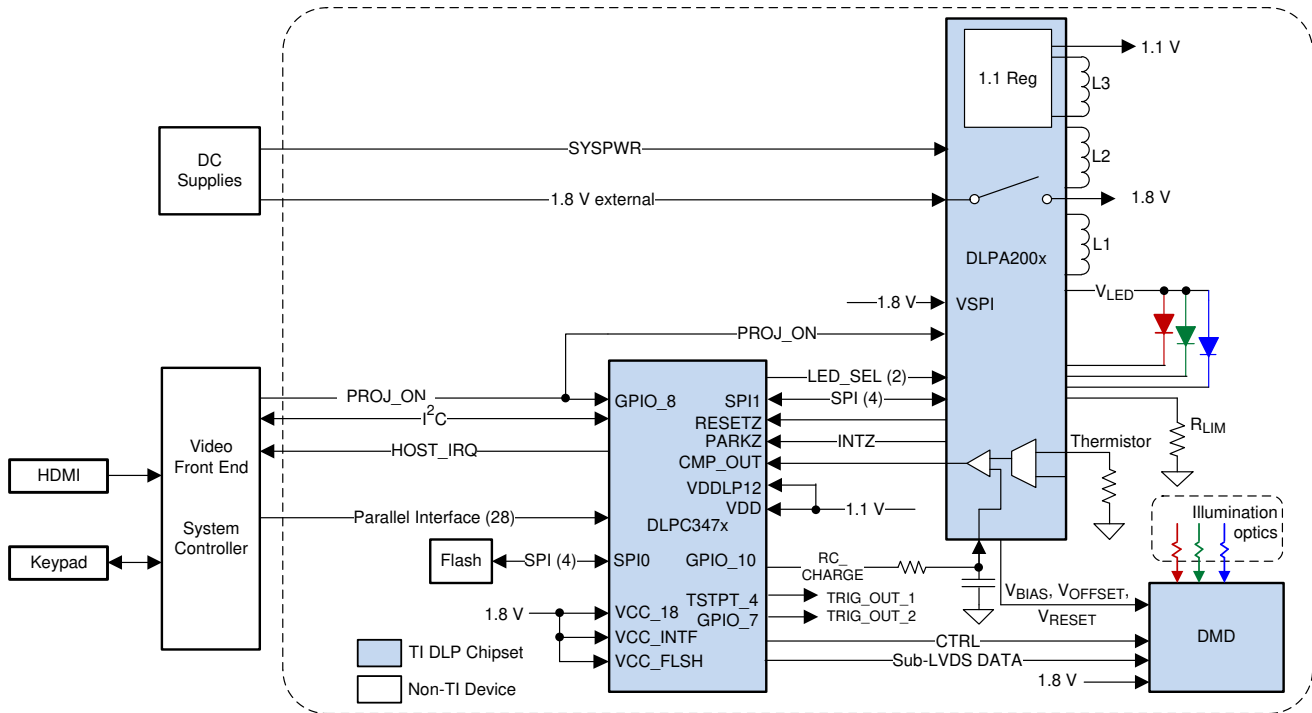 1.1 V
1.1 Reg
L3
DC
Supplies
SYSPWR
L2
1.8 V external
1.8 V
L1
DLPA200x
VLED
1.8 V
VSPI
PROJ_ON
LED_SEL (2)
PROJ_ON
GPIO_8
SPI1
SPI (4)
I2C
RESETZ
RLIM
Video
Front End
HOST_IRQ
PARKZ
INTZ
Thermistor
CMP_OUT
HDMI
VDDLP12
VDD
1.1 V
Parallel Interface (28)
DLPC347x
Illumination
optics
System
Controller
Keypad
Flash
SPI (4)
SPI0
GPIO_10
RC_
CHARGE
VBIAS, VOFFSET,
VRESET
TSTPT_4
TRIG_OUT_1
1.8 V
VCC_18
GPIO_7
TRIG_OUT_2
VCC_INTF
CTRL
DMD
TI DLP Chipset
VCC_FLSH
Sub-LVDS DATA
1.8 V
Non-TI Device